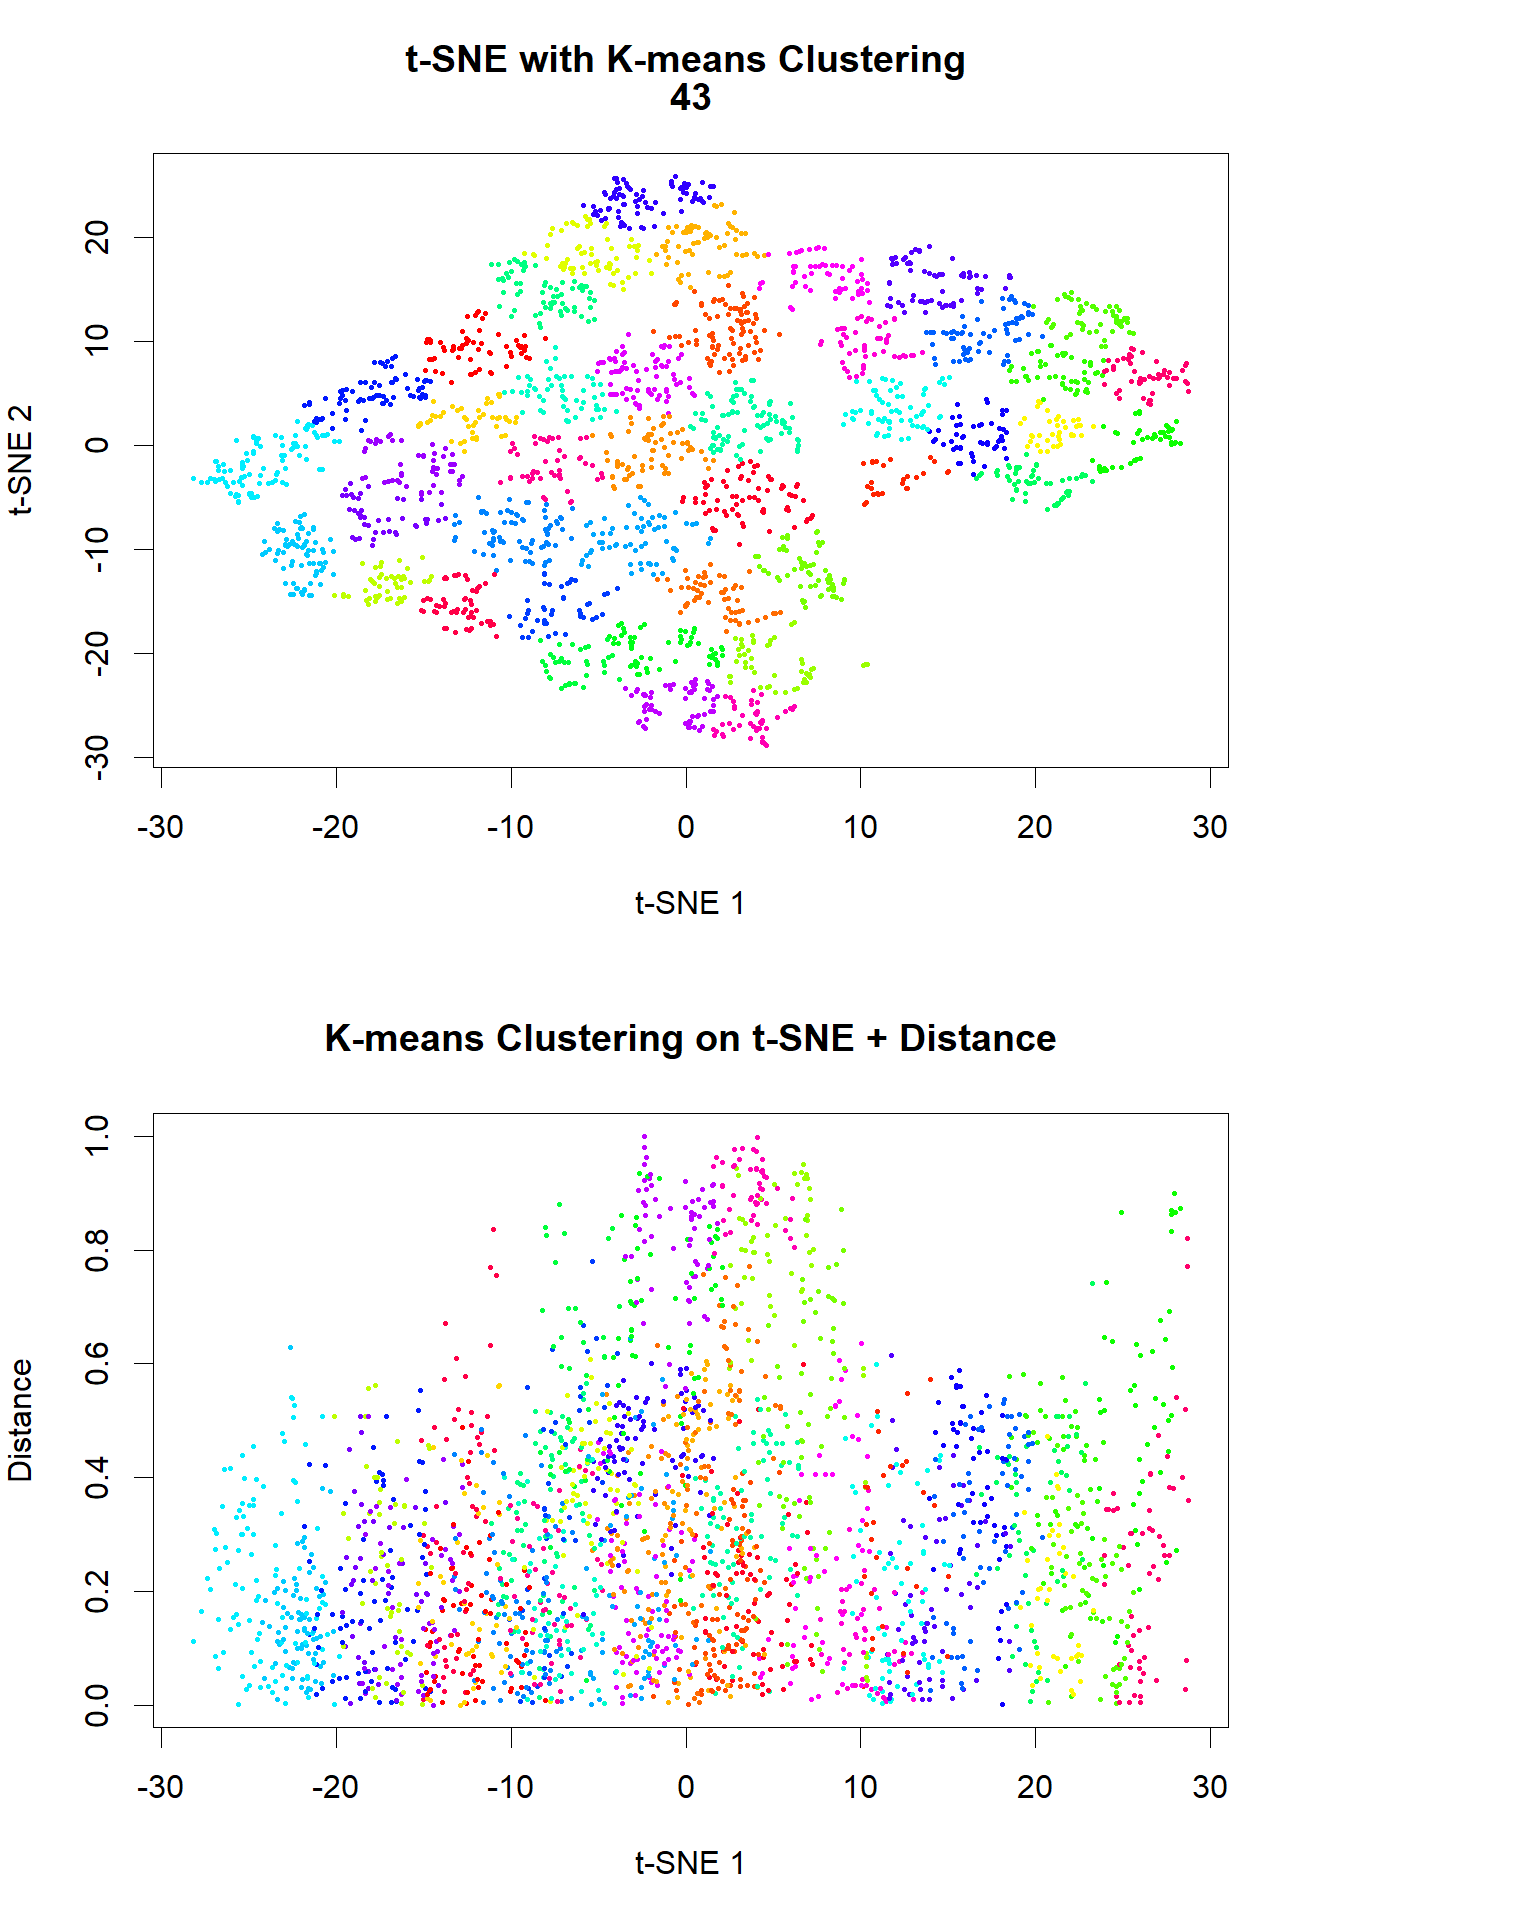 t-SNE with K-means Clustering
43
20
10
0
-10
-20
-30
t-SNE 2
-30 -20 -10 0 10 20 30
t-SNE 1
K-means Clustering on t-SNE + Distance
1.0
0.8
0.6
0.4
0.2
0.0
Distance
-30 -20 -10 0 10 20 30
t-SNE 1